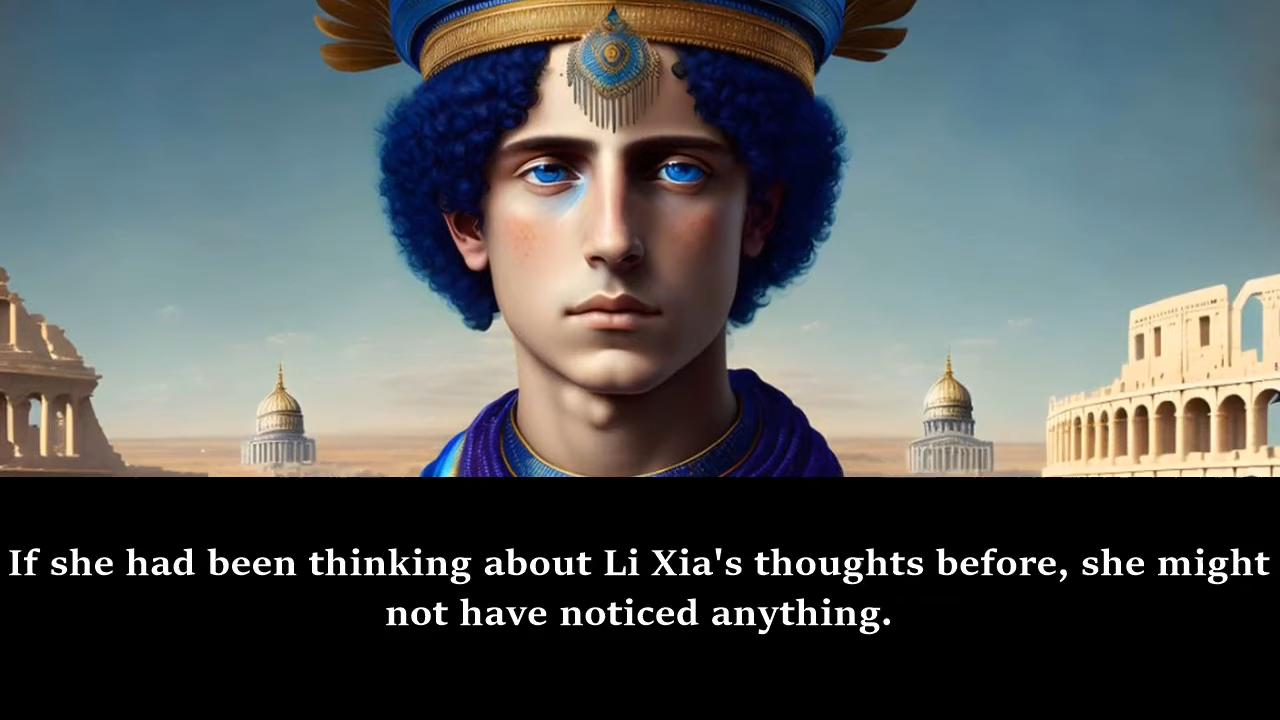 If she had been thinking about Li Xia's thoughts before, she might
not have noticed anything.